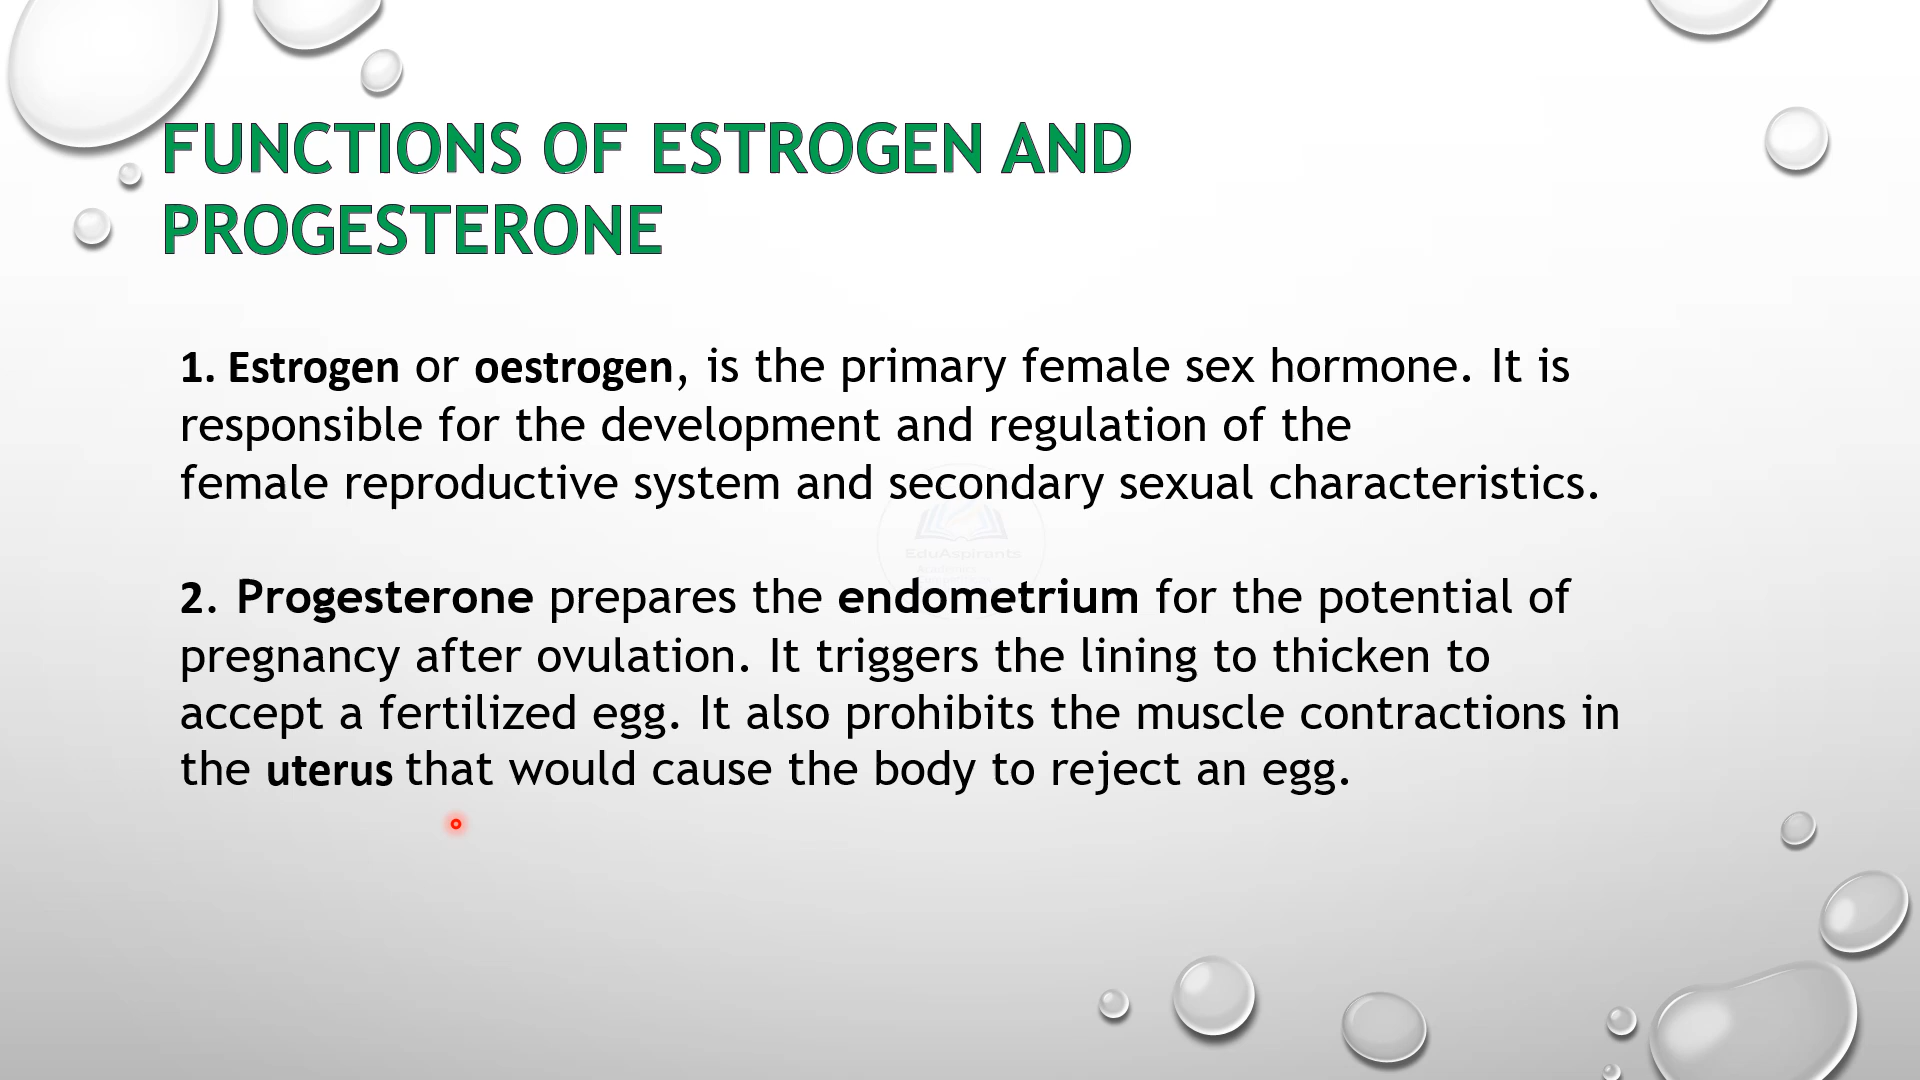 FUNCTIONS OF ESTROGEN AND
PROGESTERONE
1. Estrogen or oestrogen, is the primary female sex hormone. It is
responsible for the development and regulation of the
female reproductive system and secondary sexual characteristics.
EduAspirants
2. Progesterone prepares the endometrium for the potential of
pregnancy after ovulation. It triggers the lining to thicken to
accept a fertilized egg. It also prohibits the muscle contractions in
the uterus that would cause the body to reject an egg.